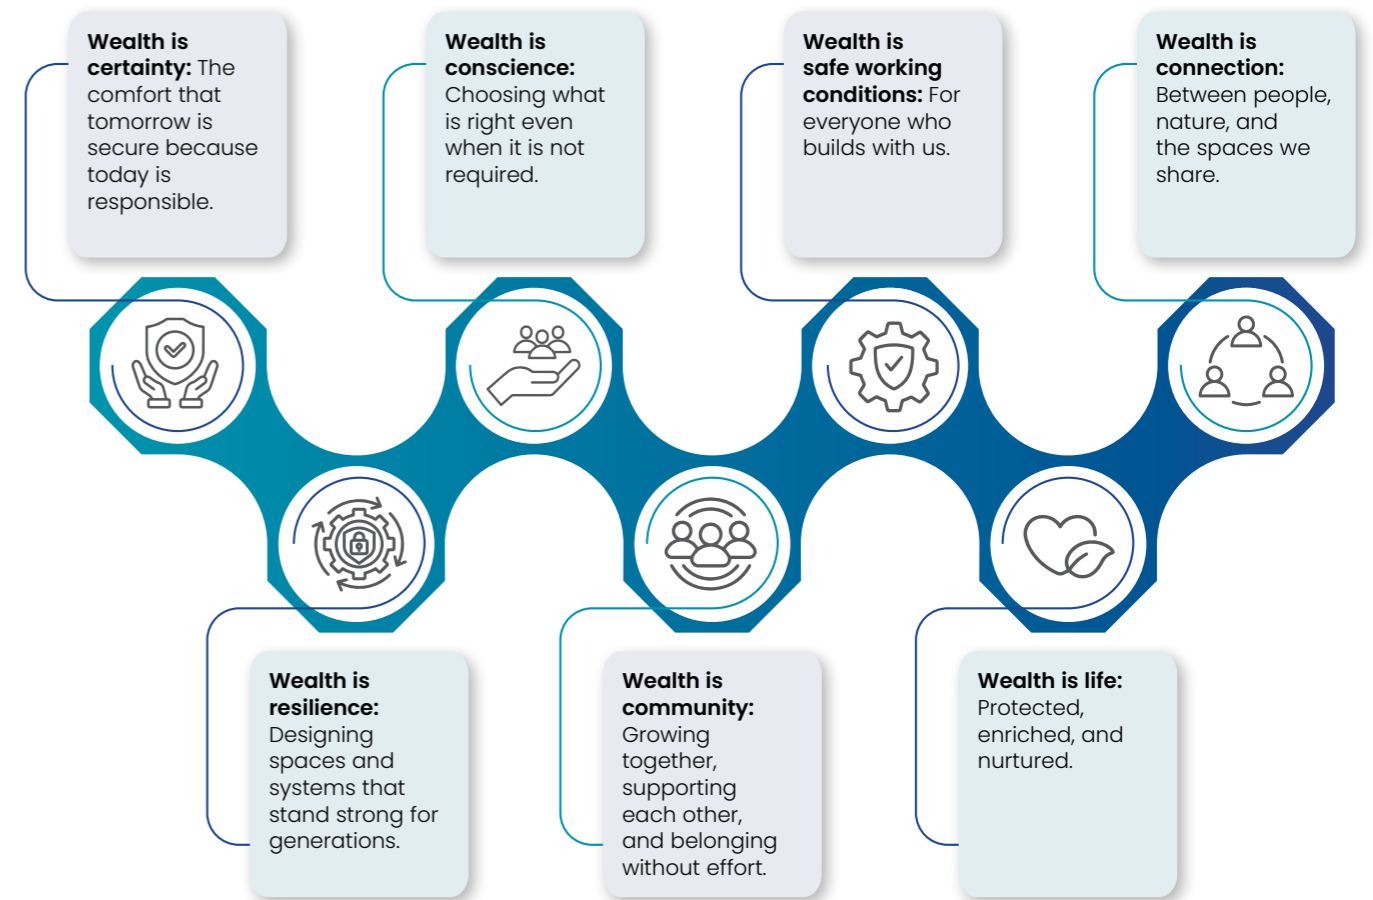 Wealth is
certainty: The
comfort that
tomorrow is
secure because
today is
responsible.
Wealth is
conscience:
Choosing what
is right even
when it is not
required.
Wealth is
safe working
conditions: For
everyone who
builds with us.
Wealth is
connection:
Between people,
nature, and
the spaces we
share.
Wealth is
resilience:
Designing
spaces and
systems that
stand strong for
generations.
Wealth is
community:
Growing
together,
supporting
each other,
and belonging
without effort.
Wealth is life:
Protected,
enriched, and
nurtured.